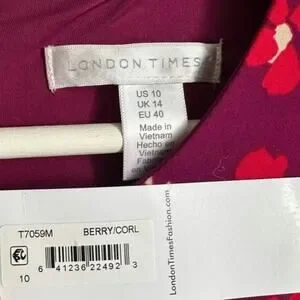 LONDON TIMES
US 10
UK 14
EU 40
Made in
Vietnam
Hecho en
Vietnam
T7059M BERRY/CORL
10
6 41236 22492 3
LondonTimesFashion.com